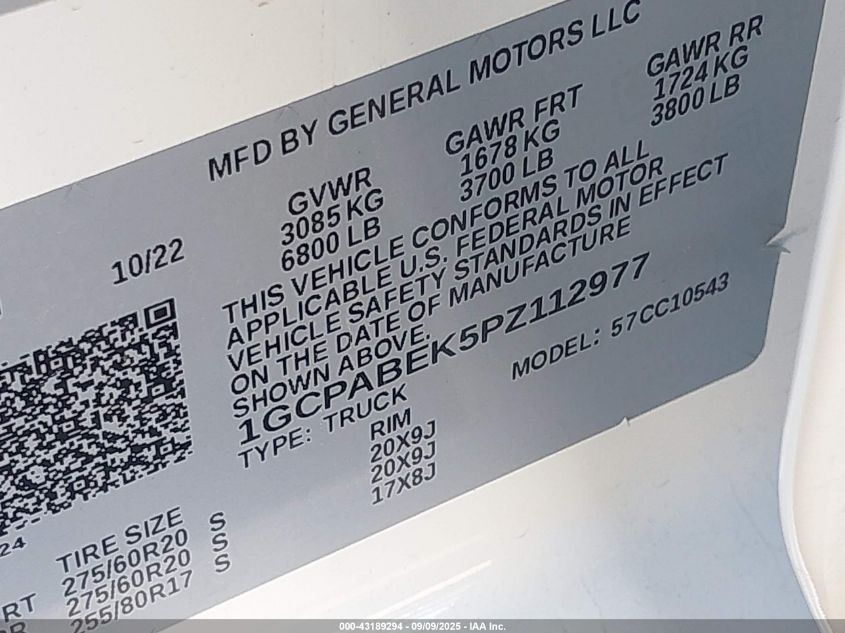 MFD BY GENERAL MOTORS LLC
10/22
GVWR GAWR FRT GAWR RR
3085 KG 1678 KG 1724 KG
6800 LB 3700 LB 3800 LB
THIS VEHICLE CONFORMS TO ALL
APPLICABLE U.S. FEDERAL MOTOR
VEHICLE SAFETY STANDARDS IN EFFECT
ON THE DATE OF MANUFACTURE
SHOWN ABOVE.
1GCPABEK5PZ112977
TYPE: TRUCK MODEL: 57CC10543
TIRE SIZE RIM
RT 275/60R20 S 20X9J
RR 275/60R20 S 20X9J
255/80R17 S 17X8J
24
000-43189294 - 09/09/2025 - IAA Inc.